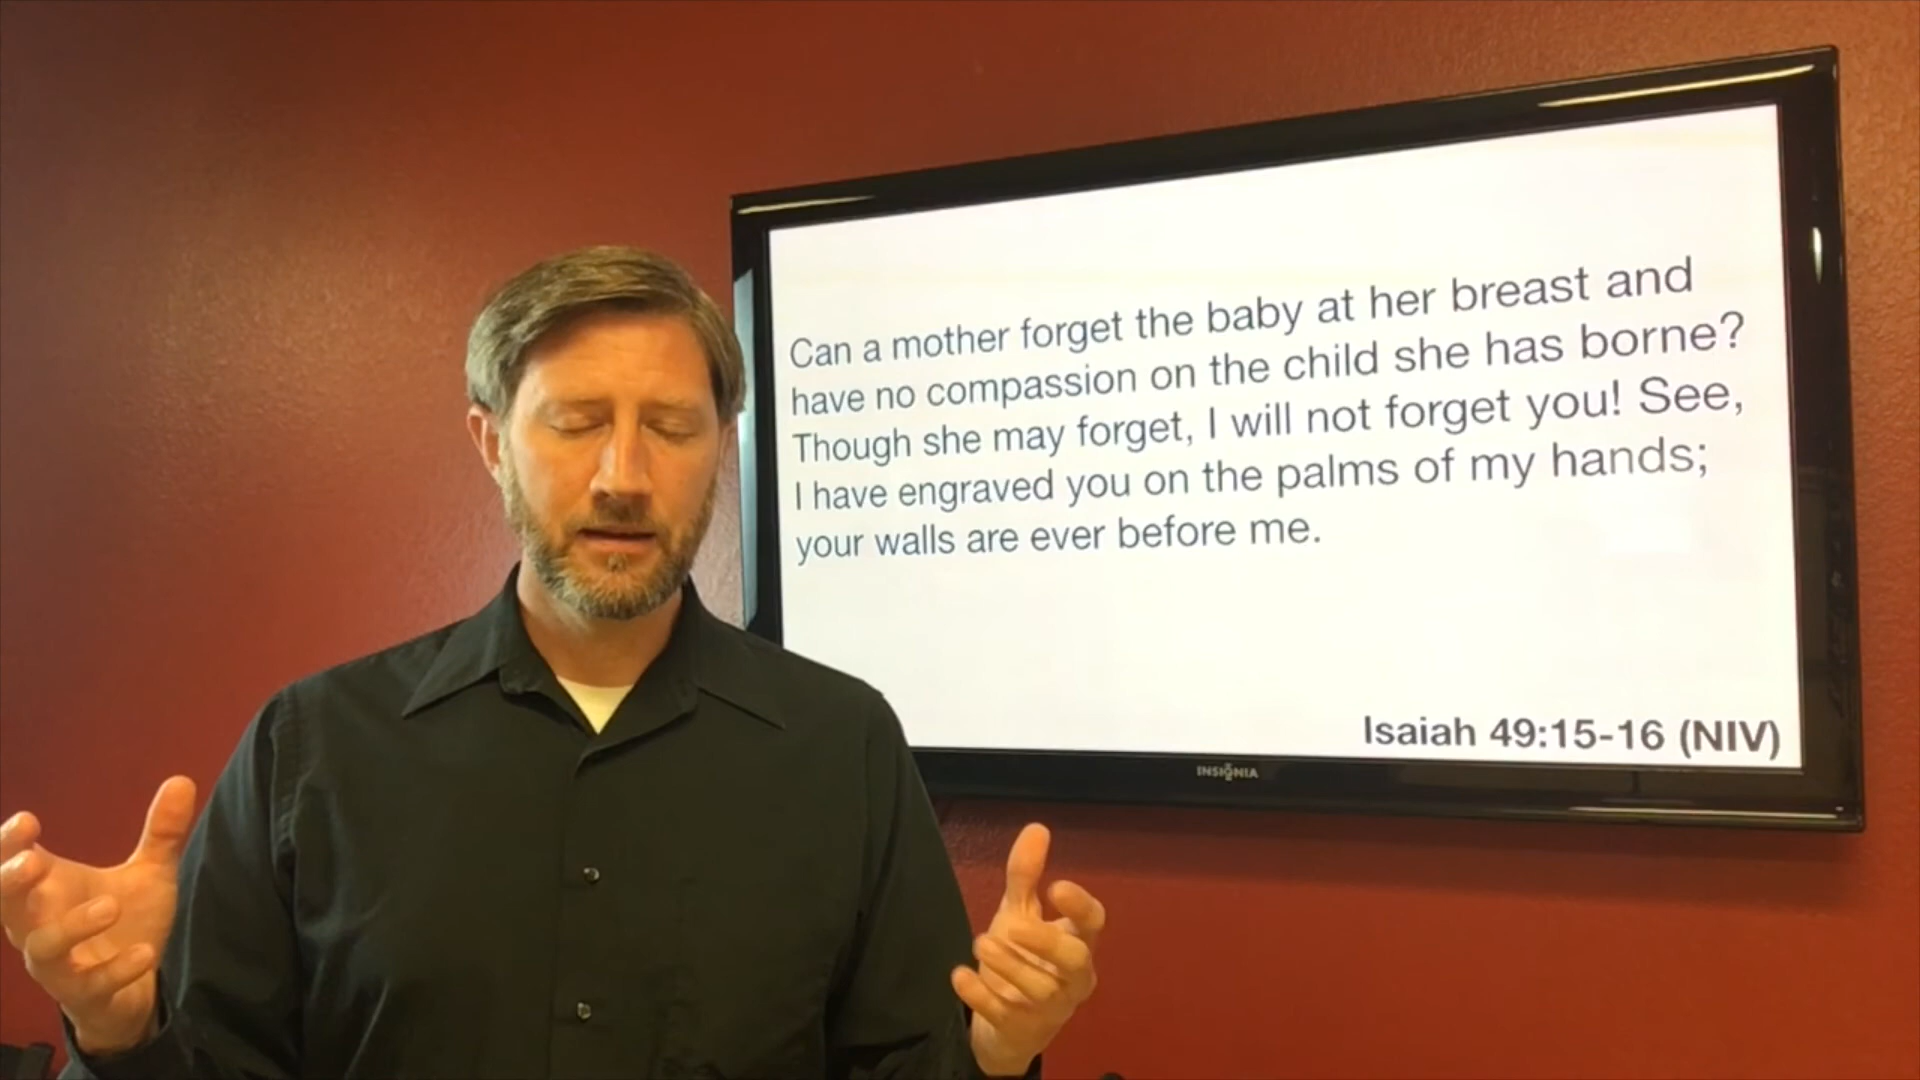 Can a mother forget the baby at her breast and
have no compassion on the child she has borne?
Though she may forget, I will not forget you! See,
I have engraved you on the palms of my hands;
your walls are ever before me.
Isaiah 49:15-16 (NIV)
INSIGNIA